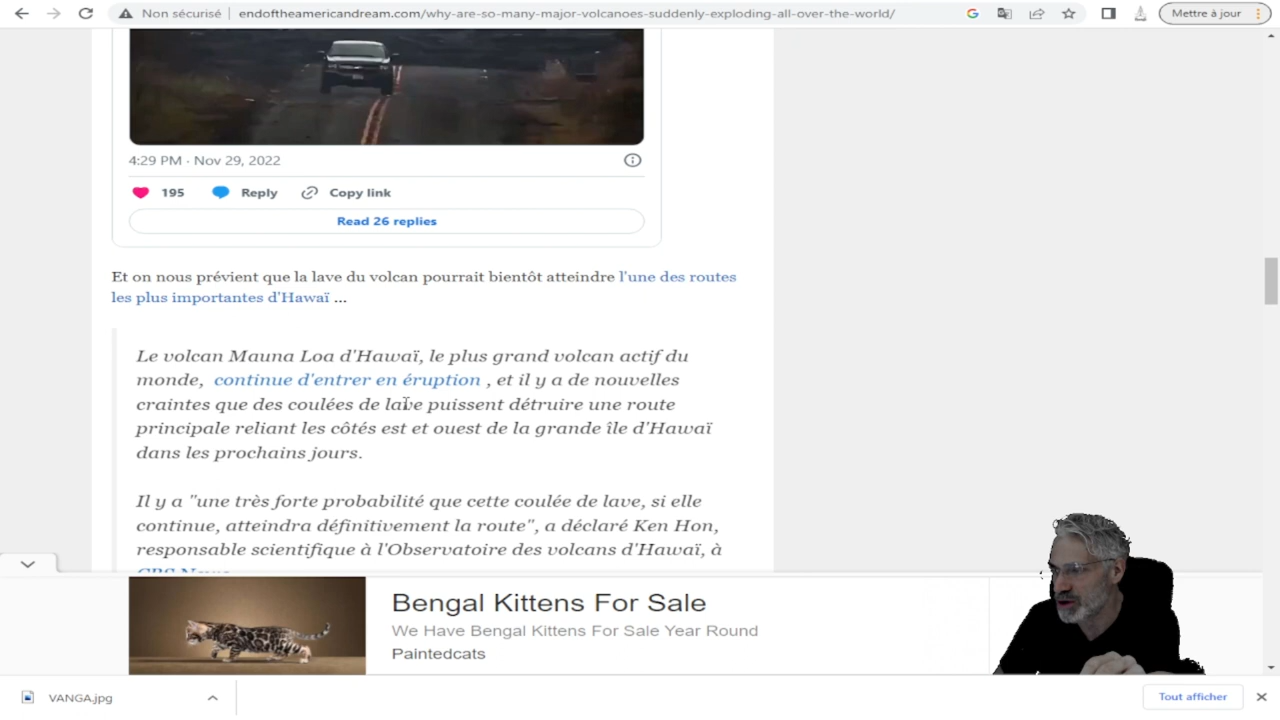 Non sécurisé
endoftheamericandream.com/why-are-so-many-major-volcanoes-suddenly-exploding-all-over-the-world/
Mettre à jour
4:29 PM · Nov 29, 2022
195 Reply Copy link
Read 26 replies
Et on nous prévient que la lave du volcan pourrait bientôt atteindre l'une des routes
les plus importantes d'Hawaï ...
Le volcan Mauna Loa d'Hawaï, le plus grand volcan actif du
monde, continue d'entrer en éruption , et il y a de nouvelles
craintes que des coulées de lave puissent détruire une route
principale reliant les côtés est et ouest de la grande île d'Hawaï
dans les prochains jours.
Il y a "une très forte probabilité que cette coulée de lave, si elle
continue, atteindra définitivement la route", a déclaré Ken Hon,
responsable scientifique à l'Observatoire des volcans d'Hawaï, à
CBS News
Bengal Kittens For Sale
We Have Bengal Kittens For Sale Year Round
Paintedcats
VANGA.jpg
Tout afficher